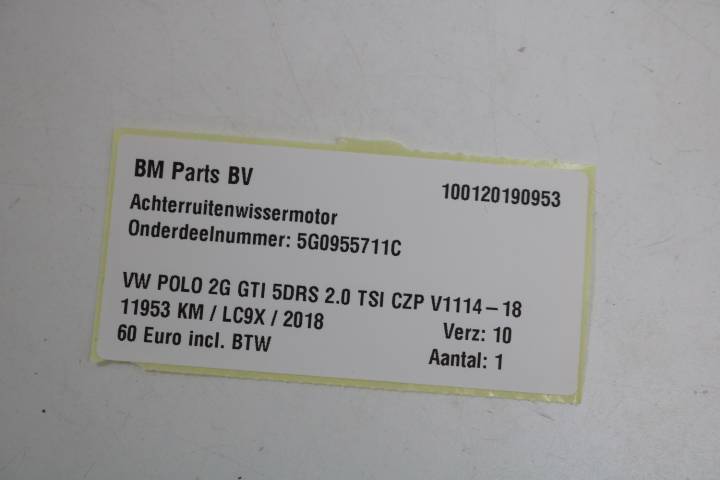 BM Parts BV
100120190953
Achterruitenwissermotor
Onderdeelnummer: 5G0955711C
VW POLO 2G GTI 5DRS 2.0 TSI CZP V1114-18
11953 KM / LC9X / 2018
Verz: 10
60 Euro incl. BTW
Aantal: 1